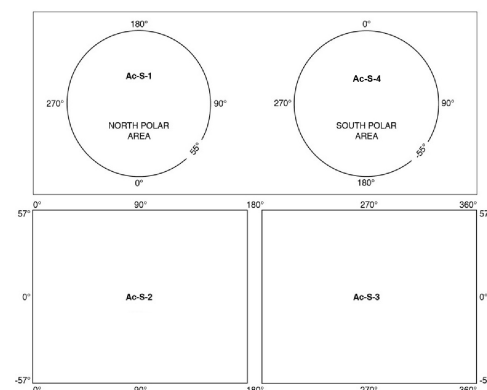 180° 0°
Ac-S-1 Ac-S-4
270° 90° 270° 90°
NORTH POLAR SOUTH POLAR
AREA AREA
55° -55°
0° 180°
0° 90° 180° 270° 360°
57° 57
0° Ac-S-2 Ac-S-3 0°
-57° -5
0° 90° 180° 270° 360°